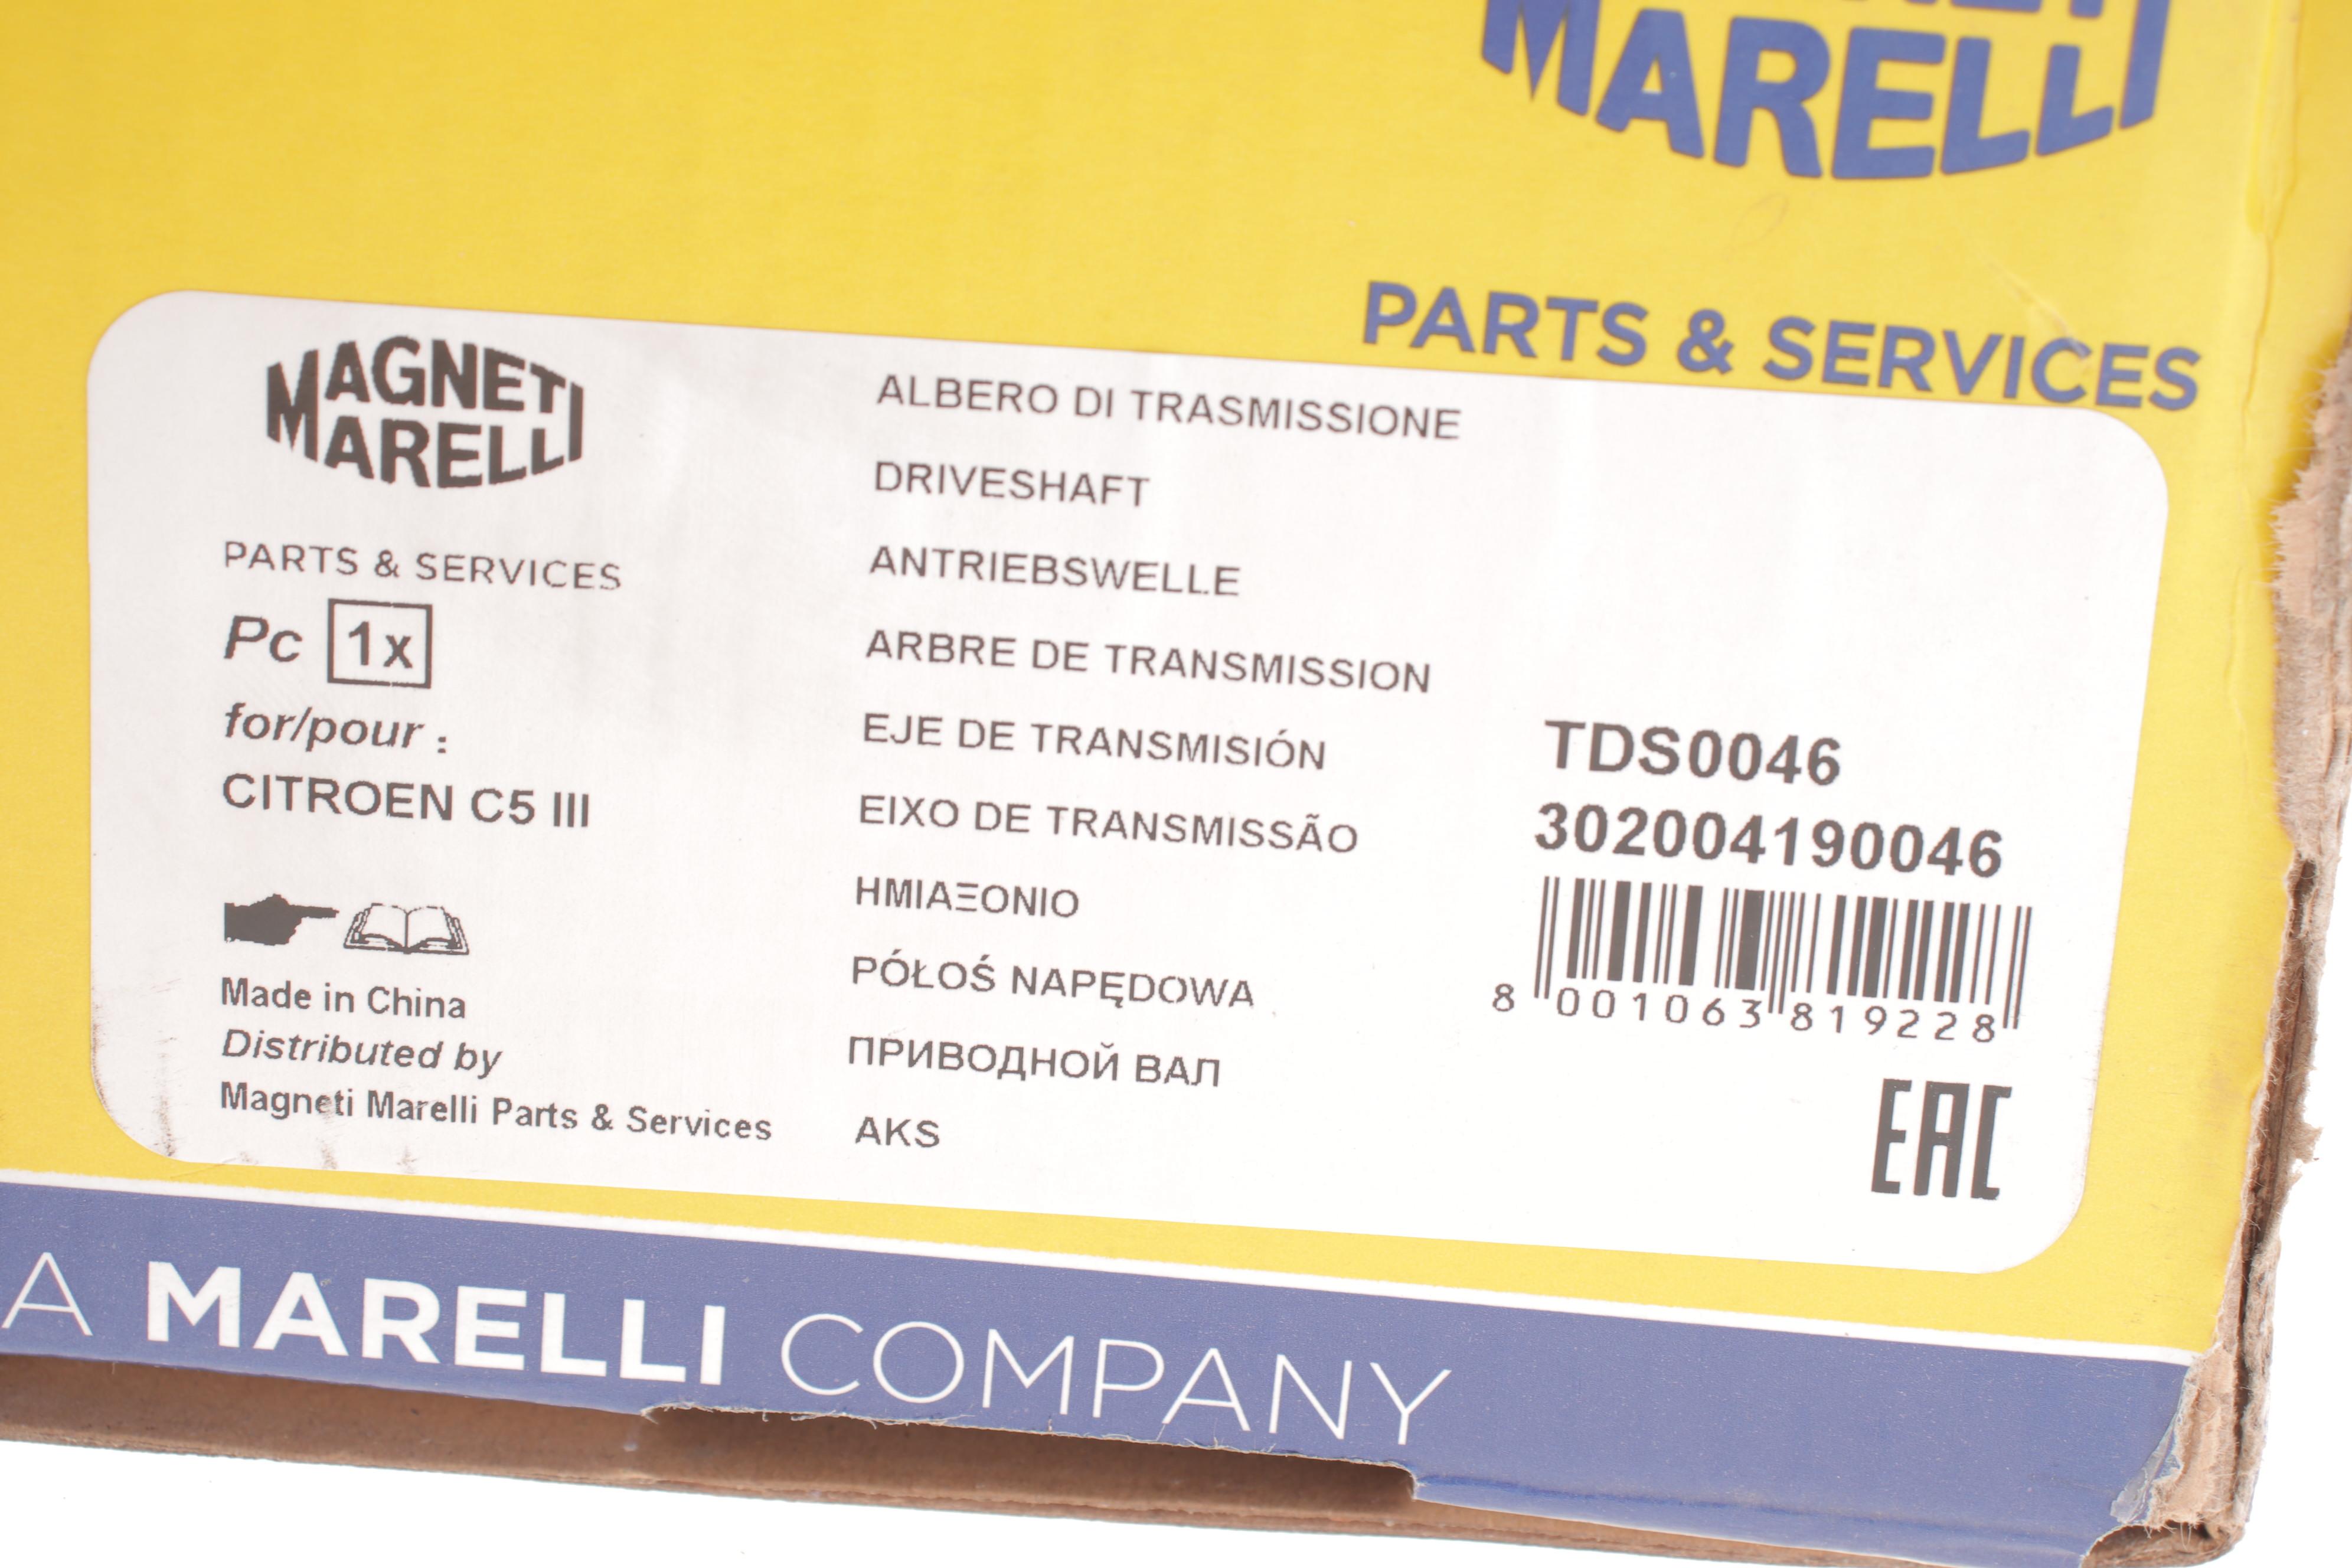 MARELLI
PARTS & SERVICES
MAGNETI
MARELLI
PARTS & SERVICES
Pc 1x
for/pour :
CITROEN C5 III
Made in China
Distributed by
Magneti Marelli Parts & Services
ALBERO DI TRASMISSIONE
DRIVESHAFT
ANTRIEBSWELLE
ARBRE DE TRANSMISSION
EJE DE TRANSMISIÓN
EIXO DE TRANSMISSÃO
ΗΜΙΑΞΟΝΙΟ
PÓŁOŚ NAPĘDOWA
ПРИВОДНОЙ ВАЛ
AKS
TDS0046
302004190046
8 001063 819228
EAC
A MARELLI COMPANY